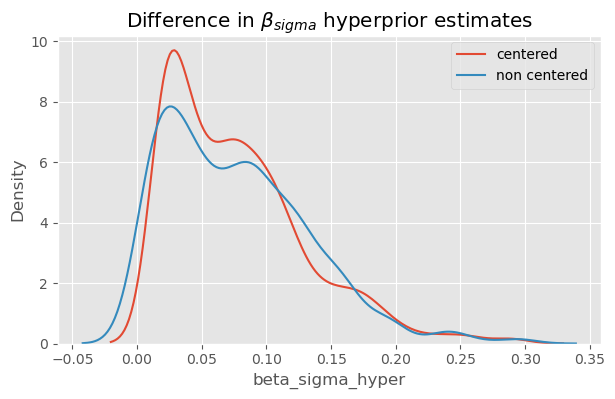 Difference in β_sigma hyperprior estimates
centered
non centered
Density
10
8
6
4
2
0
−0.05 0.00 0.05 0.10 0.15 0.20 0.25 0.30 0.35
beta_sigma_hyper